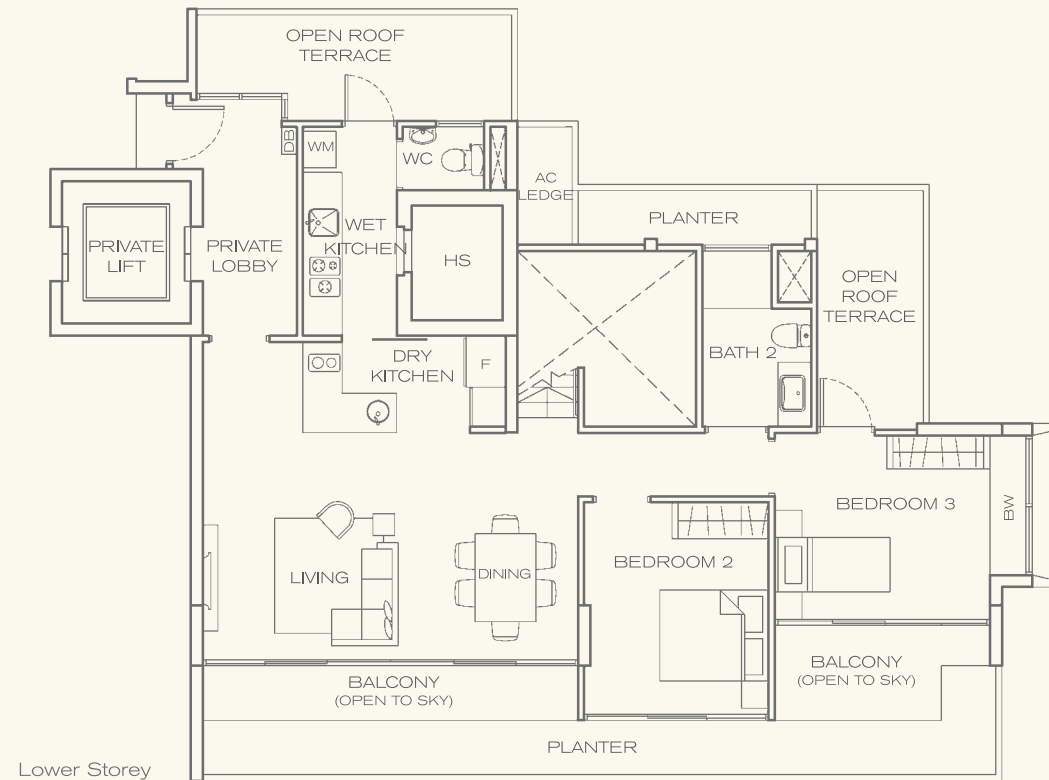 OPEN ROOF
TERRACE
DB
WM
WC
AC
LEDGE
PLANTER
WET
KITCHEN
PRIVATE
LIFT
PRIVATE
LOBBY
HS
OPEN
ROOF
TERRACE
DRY
KITCHEN
F
BATH 2
BEDROOM 3
BW
LIVING
DINING
BEDROOM 2
BALCONY
(OPEN TO SKY)
BALCONY
(OPEN TO SKY)
PLANTER
Lower Storey